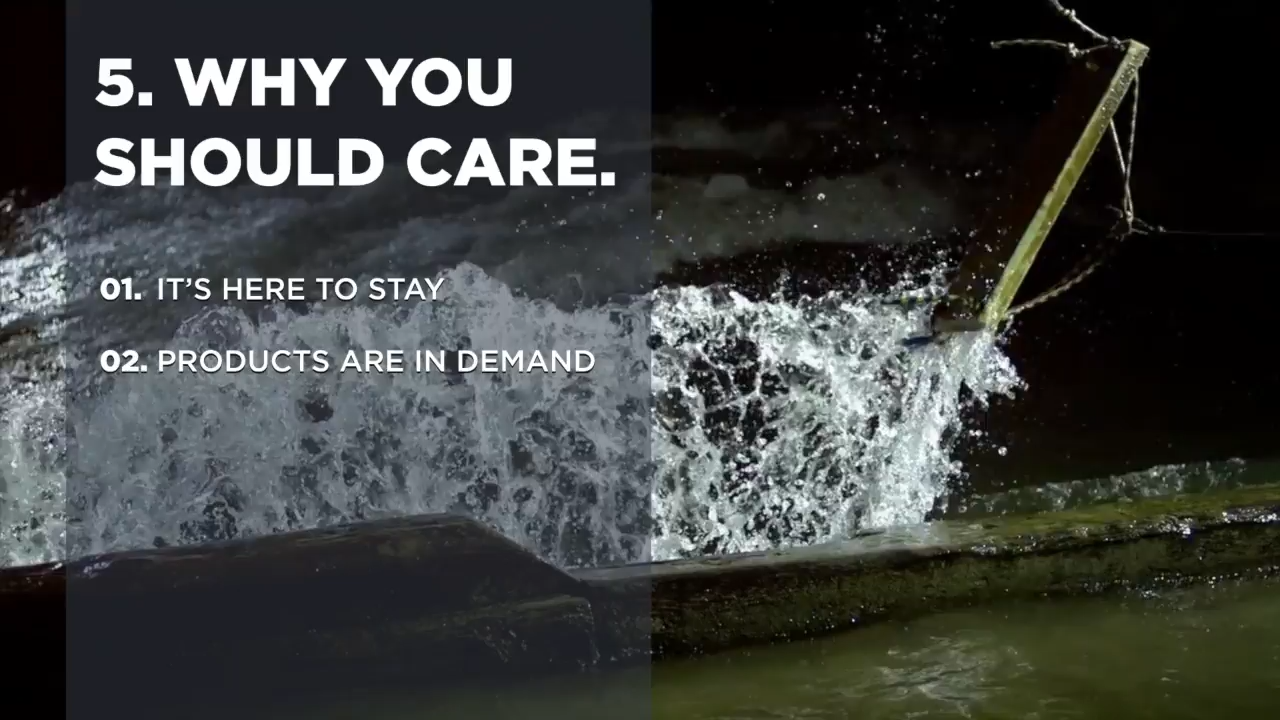 5. WHY YOU
SHOULD CARE.
01. IT’S HERE TO STAY
02. PRODUCTS ARE IN DEMAND